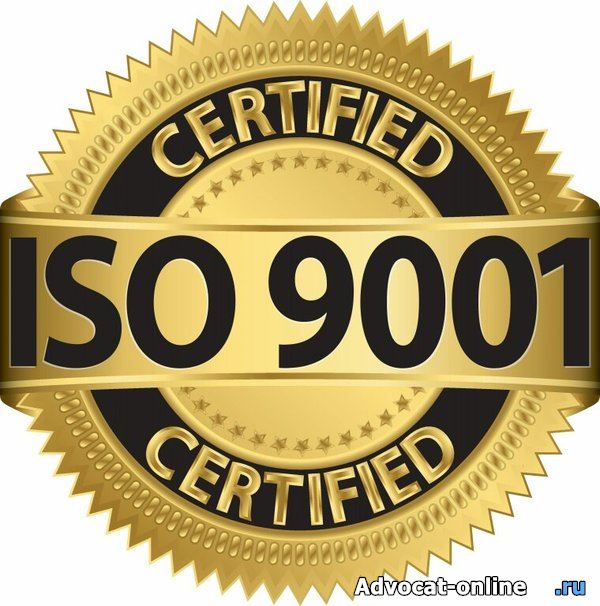 CERTIFIED
ISO 9001
CERTIFIED
Advocat-online .ru